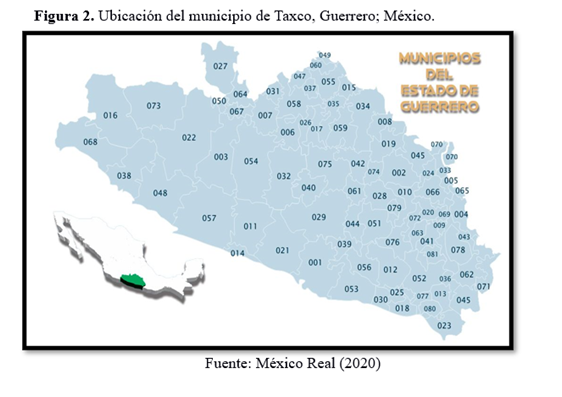 Figura 2. Ubicación del municipio de Taxco, Guerrero; México.
MUNICIPIOS
DEL
ESTADO DE
GUERRERO
049
027 060
047 055
064 031 037 015
050 058 035 034
016 073 067 007
026 008
006 017 059
068 022 019
070
003 054 075 042 045 070
074 002 024 033
038 032 005
048 040 061 028 010 066 065
079
057 029 072 020 069 004
011 044 051 009
063 043
014 021 039 076 041 078
001 081
056 012 052 036 062
053 025 077 013 045 071
030 018 080
023
Fuente: México Real (2020)